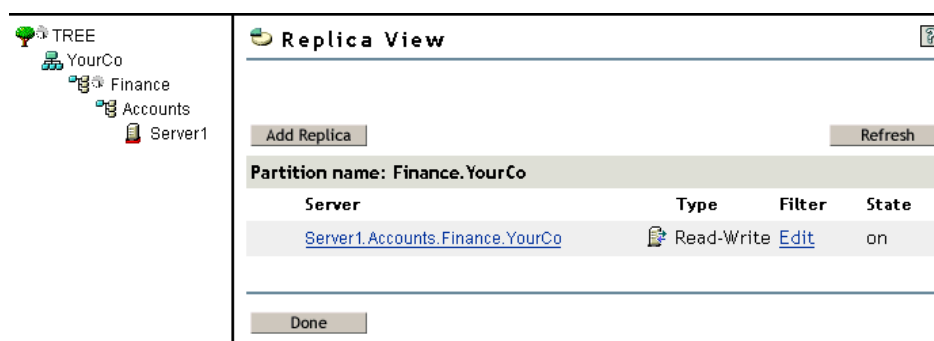 TREE
YourCo
Finance
Accounts
Server1
Replica View
?
Add Replica
Refresh
Partition name: Finance.YourCo
Server Type Filter State
Server1.Accounts.Finance.YourCo Read-Write Edit on
Done